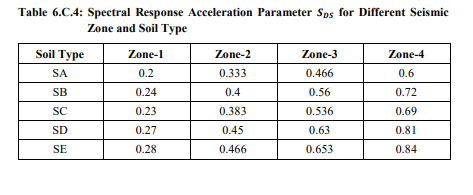 Table 6.C.4: Spectral Response Acceleration Parameter S_DS for Different Seismic
Zone and Soil Type
Soil Type Zone-1 Zone-2 Zone-3 Zone-4
SA 0.2 0.333 0.466 0.6
SB 0.24 0.4 0.56 0.72
SC 0.23 0.383 0.536 0.69
SD 0.27 0.45 0.63 0.81
SE 0.28 0.466 0.653 0.84